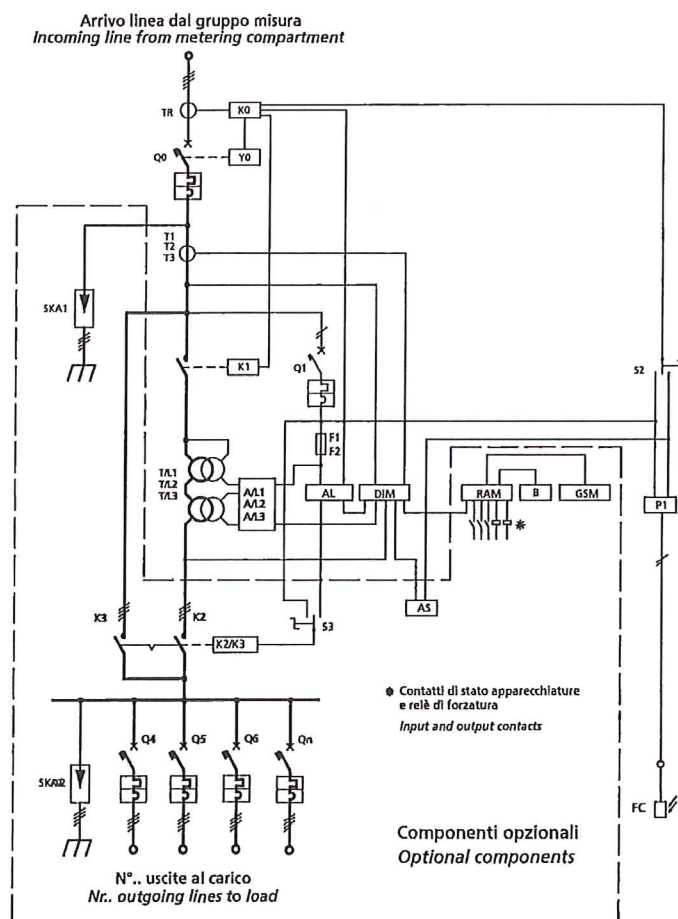 Arrivo linea dal gruppo misura
Incoming line from metering compartment
TR
K0
Q0
Y0
T1
T2
T3
SKA1
K1
Q1
S2
F1
F2
T/L1
T/L2
T/L3
A/L1
A/L2
A/L3
AL
DIM
RAM
B
GSM
P1
AS
K3
K2
K2/K3
S3
✱ Contatti di stato apparecchiature
e relè di forzatura
Input and output contacts
Q4
Q5
Q6
Qn
FC
Componenti opzionali
Optional components
N°.. uscite al carico
Nr.. outgoing lines to load